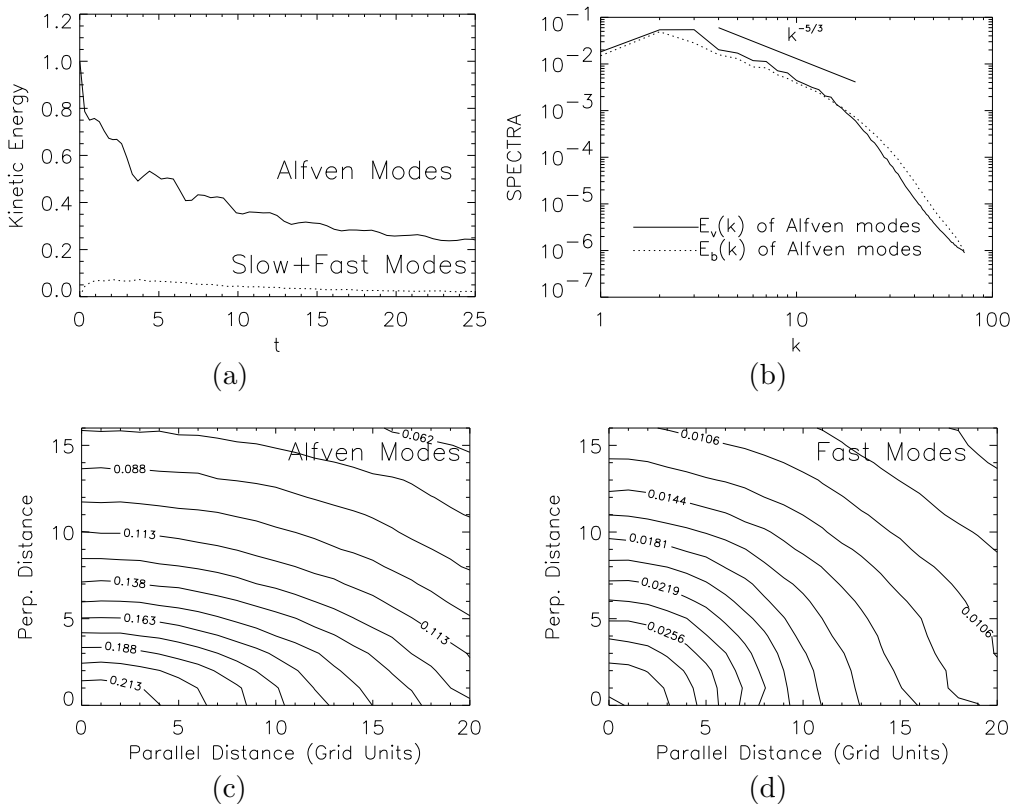 1.2
1.0
0.8
0.6
0.4
0.2
0.0
Kinetic Energy
Alfven Modes
Slow+Fast Modes
0
5
10
15
20
25
t
(a)
10^-1
10^-2
10^-3
10^-4
10^-5
10^-6
10^-7
SPECTRA
k^-5/3
E_v(k) of Alfven modes
E_b(k) of Alfven modes
1
10
100
k
(b)
15
10
5
0
Perp. Distance
Alfven Modes
0.062
0.088
0.113
0.138
0.163
0.188
0.213
0.113
0
5
10
15
20
Parallel Distance (Grid Units)
(c)
15
10
5
0
Perp. Distance
Fast Modes
0.0106
0.0144
0.0181
0.0219
0.0256
0.0106
0
5
10
15
20
Parallel Distance (Grid Units)
(d)